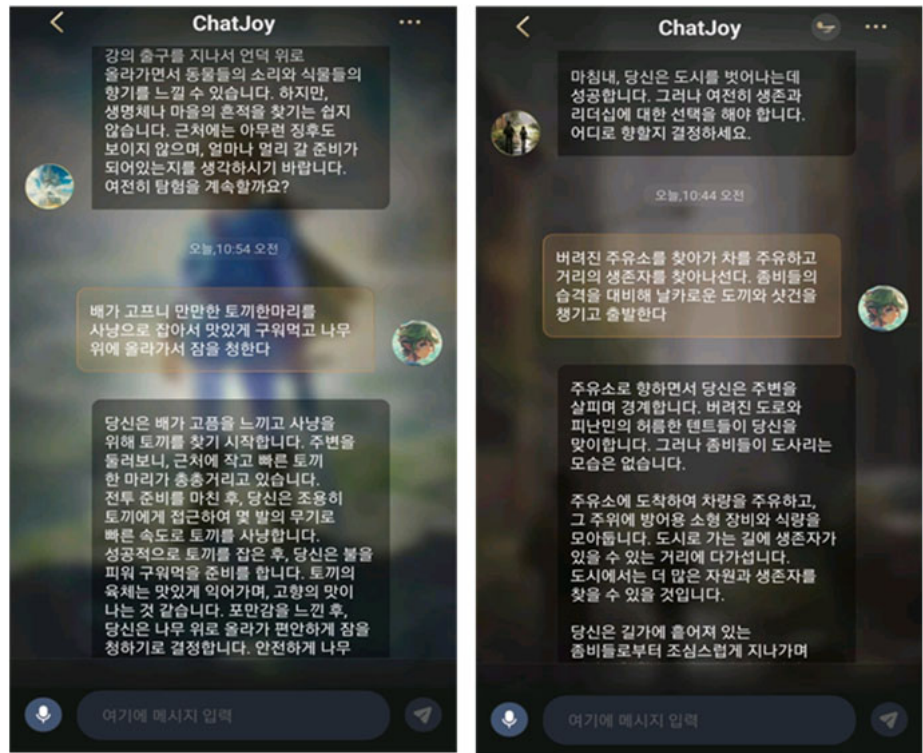 ChatJoy
강의 출구를 지나서 언덕 위로
올라가면서 동물들의 소리와 식물들의
향기를 느낄 수 있습니다. 하지만,
생명체나 마을의 흔적을 찾기는 쉽지
않습니다. 근처에는 아무런 징후도
보이지 않으며, 얼마나 멀리 갈 준비가
되어있는지를 생각하시기 바랍니다.
여전히 탐험을 계속할까요?
오늘,10:54 오전
배가 고프니 만만한 토끼한마리를
사냥으로 잡아서 맛있게 구워먹고 나무
위에 올라가서 잠을 청한다
당신은 배가 고픔을 느끼고 사냥을
위해 토끼를 찾기 시작합니다. 주변을
둘러보니, 근처에 작고 빠른 토끼
한 마리가 총총거리고 있습니다.
전투 준비를 마친 후, 당신은 조용히
토끼에게 접근하여 몇 발의 무기로
빠른 속도로 토끼를 사냥합니다.
성공적으로 토끼를 잡은 후, 당신은 불을
피워 구워먹을 준비를 합니다. 토끼의
육체는 맛있게 익어가며, 고향의 맛이
나는 것 같습니다. 포만감을 느낀 후,
당신은 나무 위로 올라가 편안하게 잠을
청하기로 결정합니다. 안전하게 나무
여기에 메시지 입력
ChatJoy
마침내, 당신은 도시를 벗어나는데
성공합니다. 그러나 여전히 생존과
리더십에 대한 선택을 해야 합니다.
어디로 향할지 결정하세요.
오늘,10:44 오전
버려진 주유소를 찾아가 차를 주유하고
거리의 생존자를 찾아나선다. 좀비들의
습격을 대비해 날카로운 도끼와 샷건을
챙기고 출발한다
주유소로 향하면서 당신은 주변을
살피며 경계합니다. 버려진 도로와
피난민의 허름한 텐트들이 당신을
맞이합니다. 그러나 좀비들이 도사리는
모습은 없습니다.
주유소에 도착하여 차량을 주유하고,
그 주위에 방어용 소형 장비와 식량을
모아둡니다. 도시로 가는 길에 생존자가
있을 수 있는 거리에 다가섭니다.
도시에서는 더 많은 자원과 생존자를
찾을 수 있을 것입니다.
당신은 길가에 흩어져 있는
좀비들로부터 조심스럽게 지나가며
여기에 메시지 입력